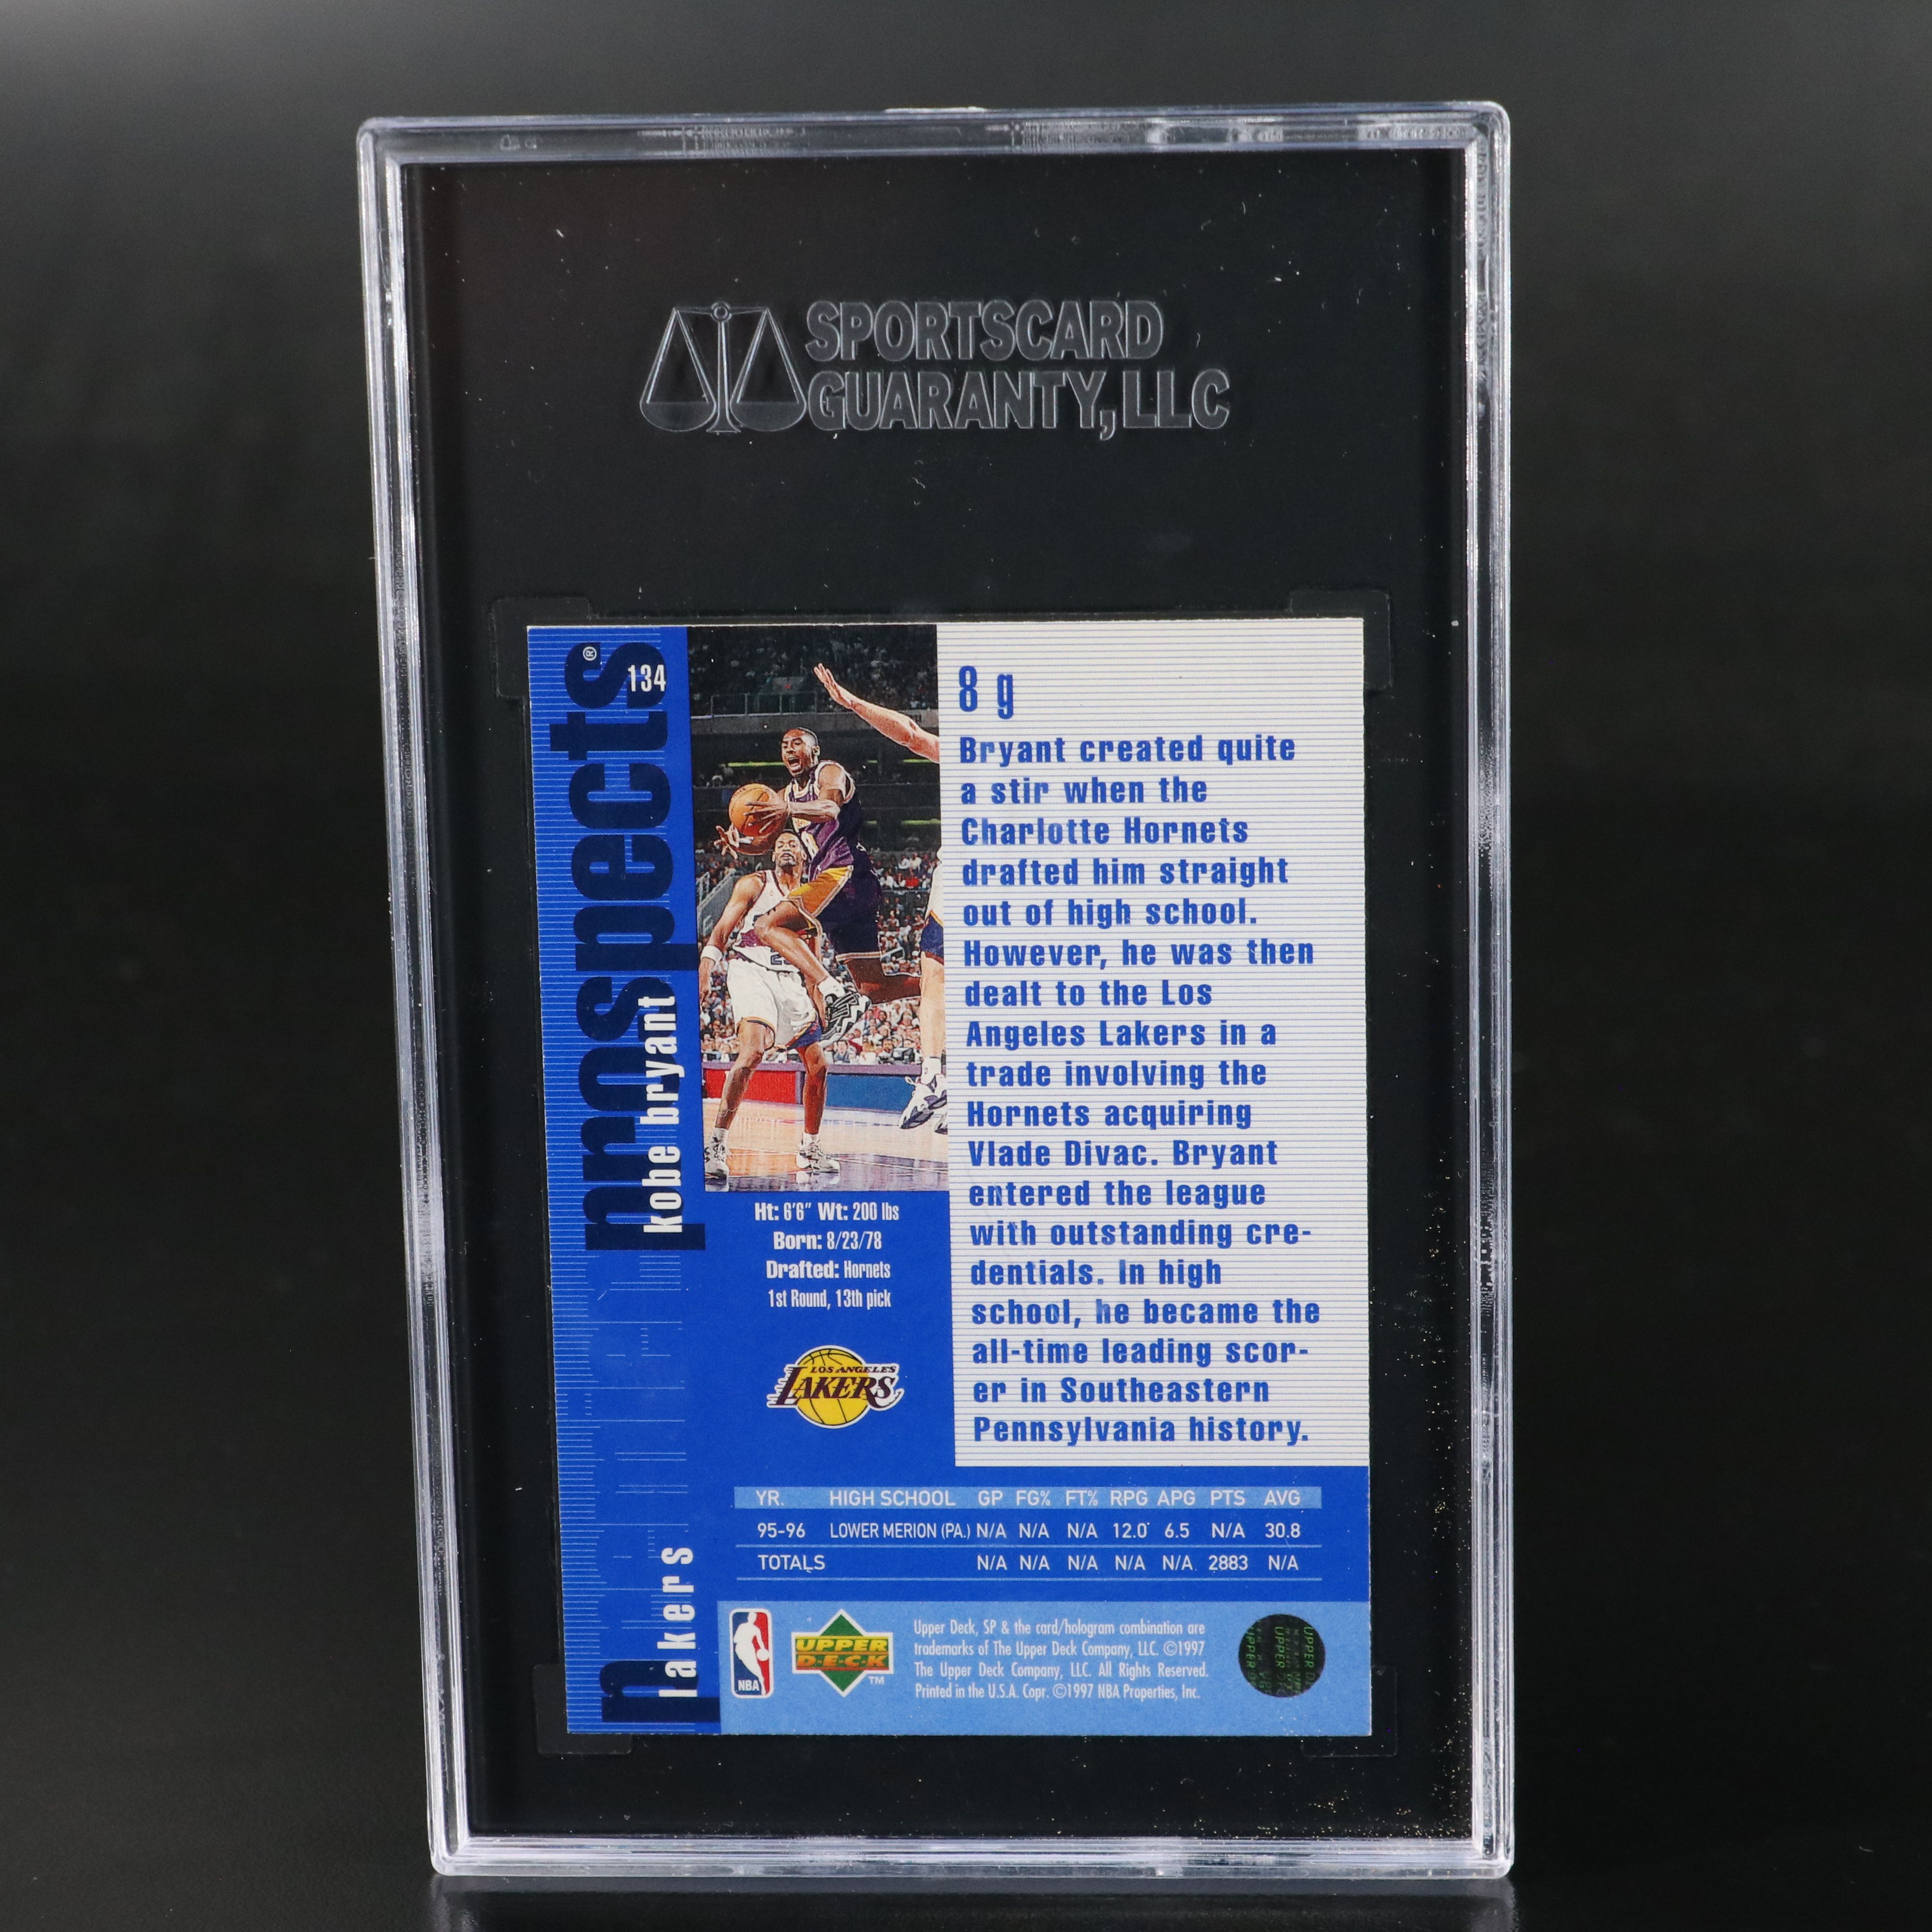 SPORTSCARD
GUARANTY, LLC
prospects®
134
kobe bryant
lakers
8 g
Bryant created quite
a stir when the
Charlotte Hornets
drafted him straight
out of high school.
However, he was then
dealt to the Los
Angeles Lakers in a
trade involving the
Hornets acquiring
Vlade Divac. Bryant
entered the league
with outstanding cre-
dentials. In high
school, he became the
all-time leading scor-
er in Southeastern
Pennsylvania history.
Ht: 6'6" Wt: 200 lbs
Born: 8/23/78
Drafted: Hornets
1st Round, 13th pick
LOS ANGELES
LAKERS
YR. HIGH SCHOOL GP FG% FT% RPG APG PTS AVG
95-96 LOWER MERION (PA.) N/A N/A N/A 12.0 6.5 N/A 30.8
TOTALS N/A N/A N/A N/A N/A 2883 N/A
NBA
UPPER
D·E·C·K
™
Upper Deck, SP & the card/hologram combination are
trademarks of The Upper Deck Company, LLC. ©1997
The Upper Deck Company, LLC. All Rights Reserved.
Printed in the U.S.A. Copr. ©1997 NBA Properties, Inc.